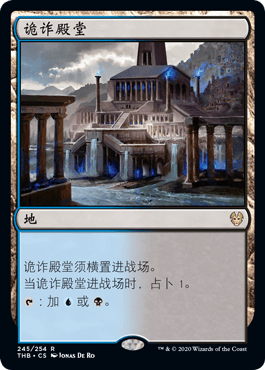 诡诈殿堂
地
诡诈殿堂须横置进战场。
当诡诈殿堂进战场时，占卜 1。
：加 或 。
245/254 R
THB • CS JONAS DE RO
™ & © 2020 Wizards of the Coast